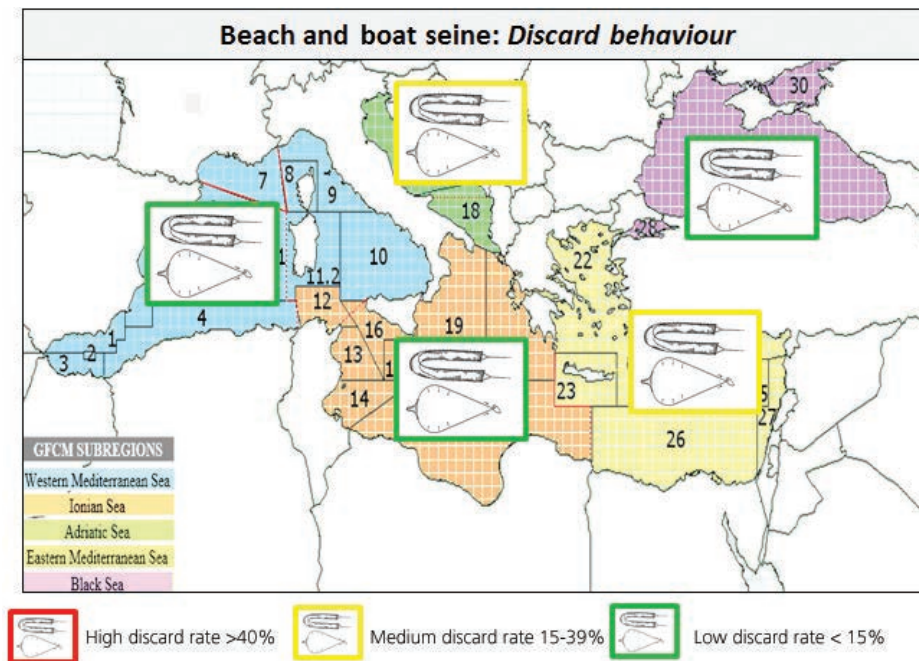 Beach and boat seine: Discard behaviour
30
7
8
9
18
28
22
10
1
11.2
12
4
1
2
3
16
19
13
1
14
23
5
27
26
GFCM SUBREGIONS
Western Mediterranean Sea
Ionian Sea
Adriatic Sea
Eastern Mediterranean Sea
Black Sea
High discard rate >40%
Medium discard rate 15-39%
Low discard rate < 15%